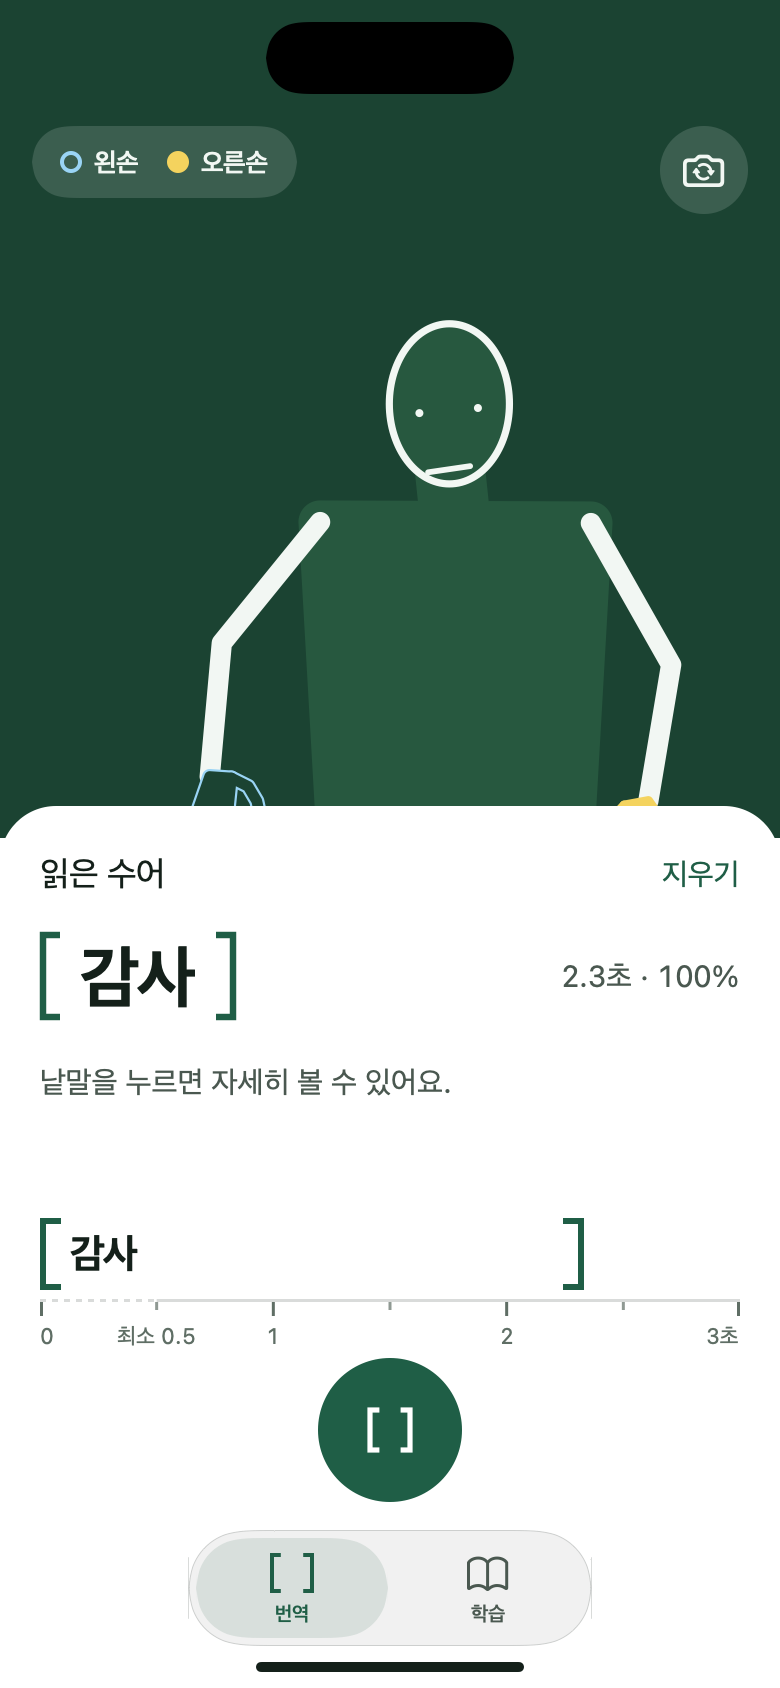 왼손 오른손
읽은 수어 지우기
[ 감사 ] 2.3초 · 100%
낱말을 누르면 자세히 볼 수 있어요.
[ 감사 ]
0 최소 0.5 1 2 3초
[ ]
[ ]
번역 학습